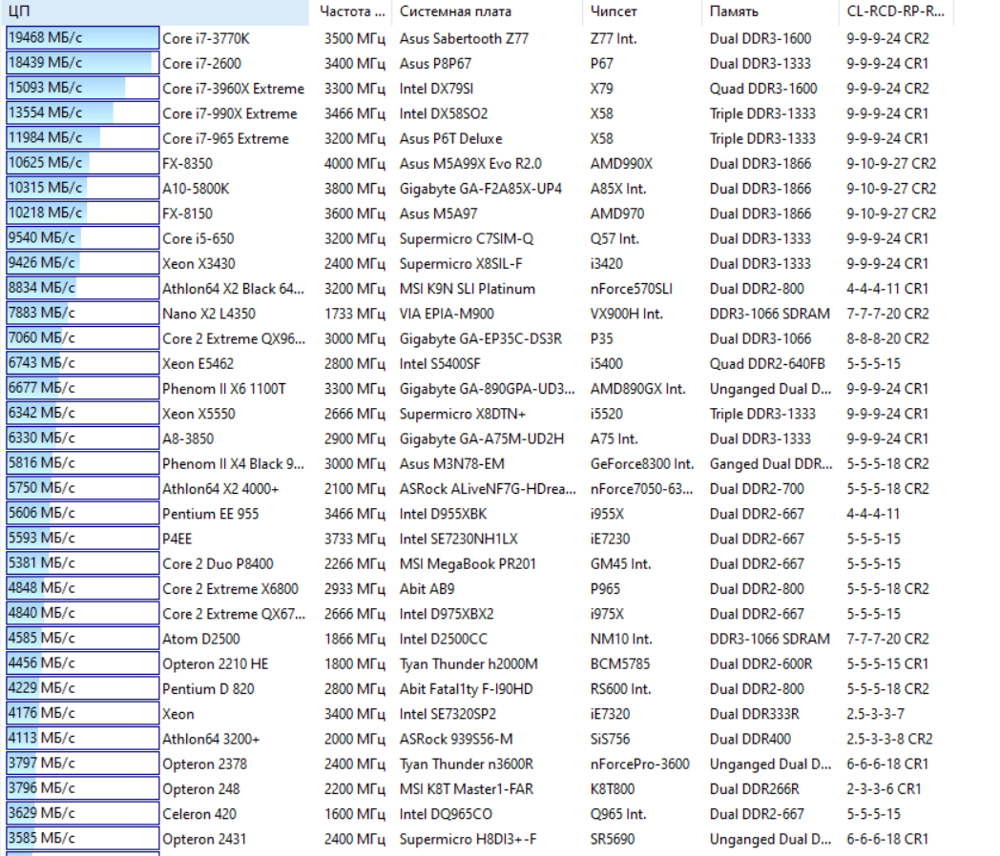 ЦП Частота ... Системная плата Чипсет Память CL-RCD-RP-R...
19468 МБ/с Core i7-3770K 3500 МГц Asus Sabertooth Z77 Z77 Int. Dual DDR3-1600 9-9-9-24 CR2
18439 МБ/с Core i7-2600 3400 МГц Asus P8P67 P67 Dual DDR3-1333 9-9-9-24 CR1
15093 МБ/с Core i7-3960X Extreme 3300 МГц Intel DX79SI X79 Quad DDR3-1600 9-9-9-24 CR2
13554 МБ/с Core i7-990X Extreme 3466 МГц Intel DX58SO2 X58 Triple DDR3-1333 9-9-9-24 CR1
11984 МБ/с Core i7-965 Extreme 3200 МГц Asus P6T Deluxe X58 Triple DDR3-1333 9-9-9-24 CR1
10625 МБ/с FX-8350 4000 МГц Asus M5A99X Evo R2.0 AMD990X Dual DDR3-1866 9-10-9-27 CR2
10315 МБ/с A10-5800K 3800 МГц Gigabyte GA-F2A85X-UP4 A85X Int. Dual DDR3-1866 9-10-9-27 CR2
10218 МБ/с FX-8150 3600 МГц Asus M5A97 AMD970 Dual DDR3-1866 9-10-9-27 CR2
9540 МБ/с Core i5-650 3200 МГц Supermicro C7SIM-Q Q57 Int. Dual DDR3-1333 9-9-9-24 CR1
9426 МБ/с Xeon X3430 2400 МГц Supermicro X8SIL-F i3420 Dual DDR3-1333 9-9-9-24 CR1
8834 МБ/с Athlon64 X2 Black 64... 3200 МГц MSI K9N SLI Platinum nForce570SLI Dual DDR2-800 4-4-4-11 CR1
7883 МБ/с Nano X2 L4350 1733 МГц VIA EPIA-M900 VX900H Int. DDR3-1066 SDRAM 7-7-7-20 CR2
7060 МБ/с Core 2 Extreme QX96... 3000 МГц Gigabyte GA-EP35C-DS3R P35 Dual DDR3-1066 8-8-8-20 CR2
6743 МБ/с Xeon E5462 2800 МГц Intel S5400SF i5400 Quad DDR2-640FB 5-5-5-15
6677 МБ/с Phenom II X6 1100T 3300 МГц Gigabyte GA-890GPA-UD3... AMD890GX Int. Unganged Dual D... 9-9-9-24 CR1
6342 МБ/с Xeon X5550 2666 МГц Supermicro X8DTN+ i5520 Triple DDR3-1333 9-9-9-24 CR1
6330 МБ/с A8-3850 2900 МГц Gigabyte GA-A75M-UD2H A75 Int. Dual DDR3-1333 9-9-9-24 CR1
5816 МБ/с Phenom II X4 Black 9... 3000 МГц Asus M3N78-EM GeForce8300 Int. Ganged Dual DDR... 5-5-5-18 CR2
5750 МБ/с Athlon64 X2 4000+ 2100 МГц ASRock ALiveNF7G-HDrea... nForce7050-63... Dual DDR2-700 5-5-5-18 CR2
5606 МБ/с Pentium EE 955 3466 МГц Intel D955XBK i955X Dual DDR2-667 4-4-4-11
5593 МБ/с P4EE 3733 МГц Intel SE7230NH1LX iE7230 Dual DDR2-667 5-5-5-15
5381 МБ/с Core 2 Duo P8400 2266 МГц MSI MegaBook PR201 GM45 Int. Dual DDR2-667 5-5-5-15
4848 МБ/с Core 2 Extreme X6800 2933 МГц Abit AB9 P965 Dual DDR2-800 5-5-5-18 CR2
4840 МБ/с Core 2 Extreme QX67... 2666 МГц Intel D975XBX2 i975X Dual DDR2-667 5-5-5-15
4585 МБ/с Atom D2500 1866 МГц Intel D2500CC NM10 Int. DDR3-1066 SDRAM 7-7-7-20 CR2
4456 МБ/с Opteron 2210 HE 1800 МГц Tyan Thunder h2000M BCM5785 Dual DDR2-600R 5-5-5-15 CR1
4229 МБ/с Pentium D 820 2800 МГц Abit Fatal1ty F-I90HD RS600 Int. Dual DDR2-800 5-5-5-18 CR2
4176 МБ/с Xeon 3400 МГц Intel SE7320SP2 iE7320 Dual DDR333R 2.5-3-3-7
4113 МБ/с Athlon64 3200+ 2000 МГц ASRock 939S56-M SiS756 Dual DDR400 2.5-3-3-8 CR2
3797 МБ/с Opteron 2378 2400 МГц Tyan Thunder n3600R nForcePro-3600 Unganged Dual D... 6-6-6-18 CR1
3796 МБ/с Opteron 248 2200 МГц MSI K8T Master1-FAR K8T800 Dual DDR266R 2-3-3-6 CR1
3629 МБ/с Celeron 420 1600 МГц Intel DQ965CO Q965 Int. Dual DDR2-667 5-5-5-15
3585 МБ/с Opteron 2431 2400 МГц Supermicro H8DI3+-F SR5690 Unganged Dual D... 6-6-6-18 CR1